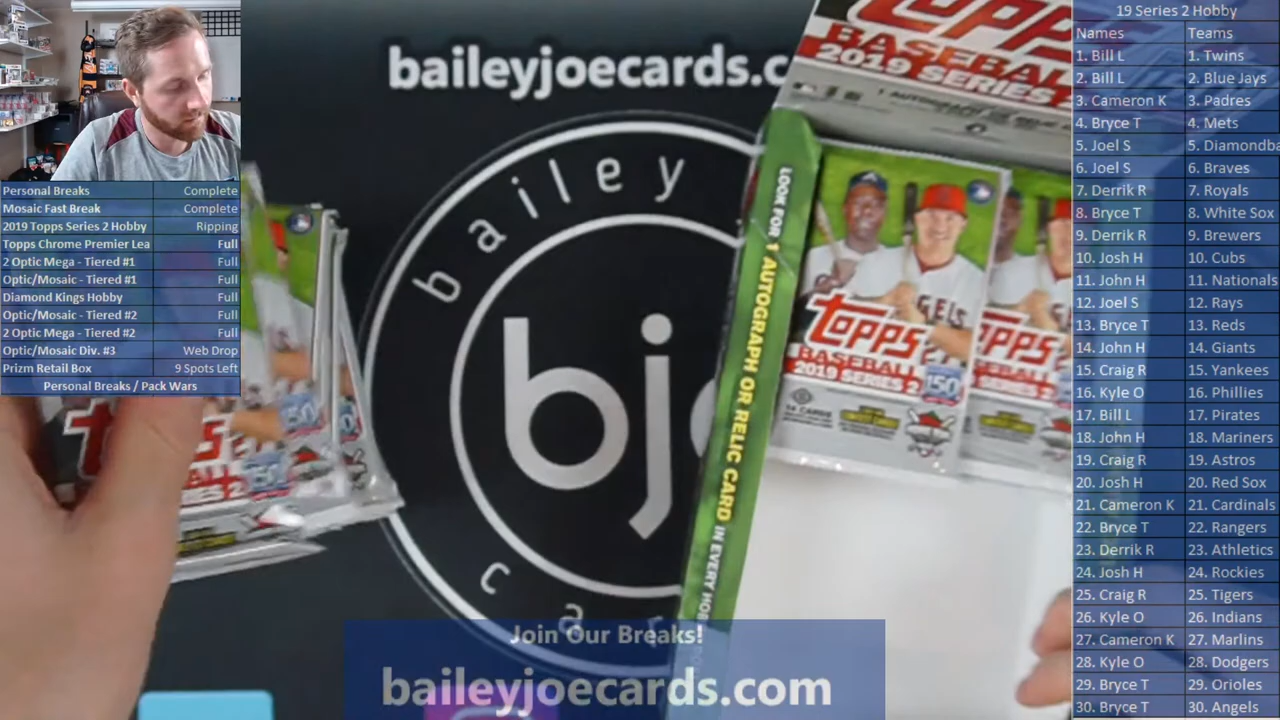 baileyjoecards.c
bailey
bjc
car
Personal Breaks Complete
Mosaic Fast Break Complete
2019 Topps Series 2 Hobby Ripping
Topps Chrome Premier Lea Full
2 Optic Mega - Tiered #1 Full
Optic/Mosaic - Tiered #1 Full
Diamond Kings Hobby Full
Optic/Mosaic - Tiered #2 Full
2 Optic Mega - Tiered #2 Full
Optic/Mosaic Div. #3 Web Drop
Prizm Retail Box 9 Spots Left
Personal Breaks / Pack Wars
TOPPS
BASEBALL
2019 SERIES 2
LOOK FOR 1 AUTOGRAPH OR RELIC CARD IN EVERY HOB
GELS
TOPPS
BASEBALL
2019 SERIES 2
150
Topps
Join Our Breaks!
baileyjoecards.com
19 Series 2 Hobby
Names Teams
1. Bill L 1. Twins
2. Bill L 2. Blue Jays
3. Cameron K 3. Padres
4. Bryce T 4. Mets
5. Joel S 5. Diamondba
6. Joel S 6. Braves
7. Derrik R 7. Royals
8. Bryce T 8. White Sox
9. Derrik R 9. Brewers
10. Josh H 10. Cubs
11. John H 11. Nationals
12. Joel S 12. Rays
13. Bryce T 13. Reds
14. John H 14. Giants
15. Craig R 15. Yankees
16. Kyle O 16. Phillies
17. Bill L 17. Pirates
18. John H 18. Mariners
19. Craig R 19. Astros
20. Josh H 20. Red Sox
21. Cameron K 21. Cardinals
22. Bryce T 22. Rangers
23. Derrik R 23. Athletics
24. Josh H 24. Rockies
25. Craig R 25. Tigers
26. Kyle O 26. Indians
27. Cameron K 27. Marlins
28. Kyle O 28. Dodgers
29. Bryce T 29. Orioles
30. Bryce T 30. Angels